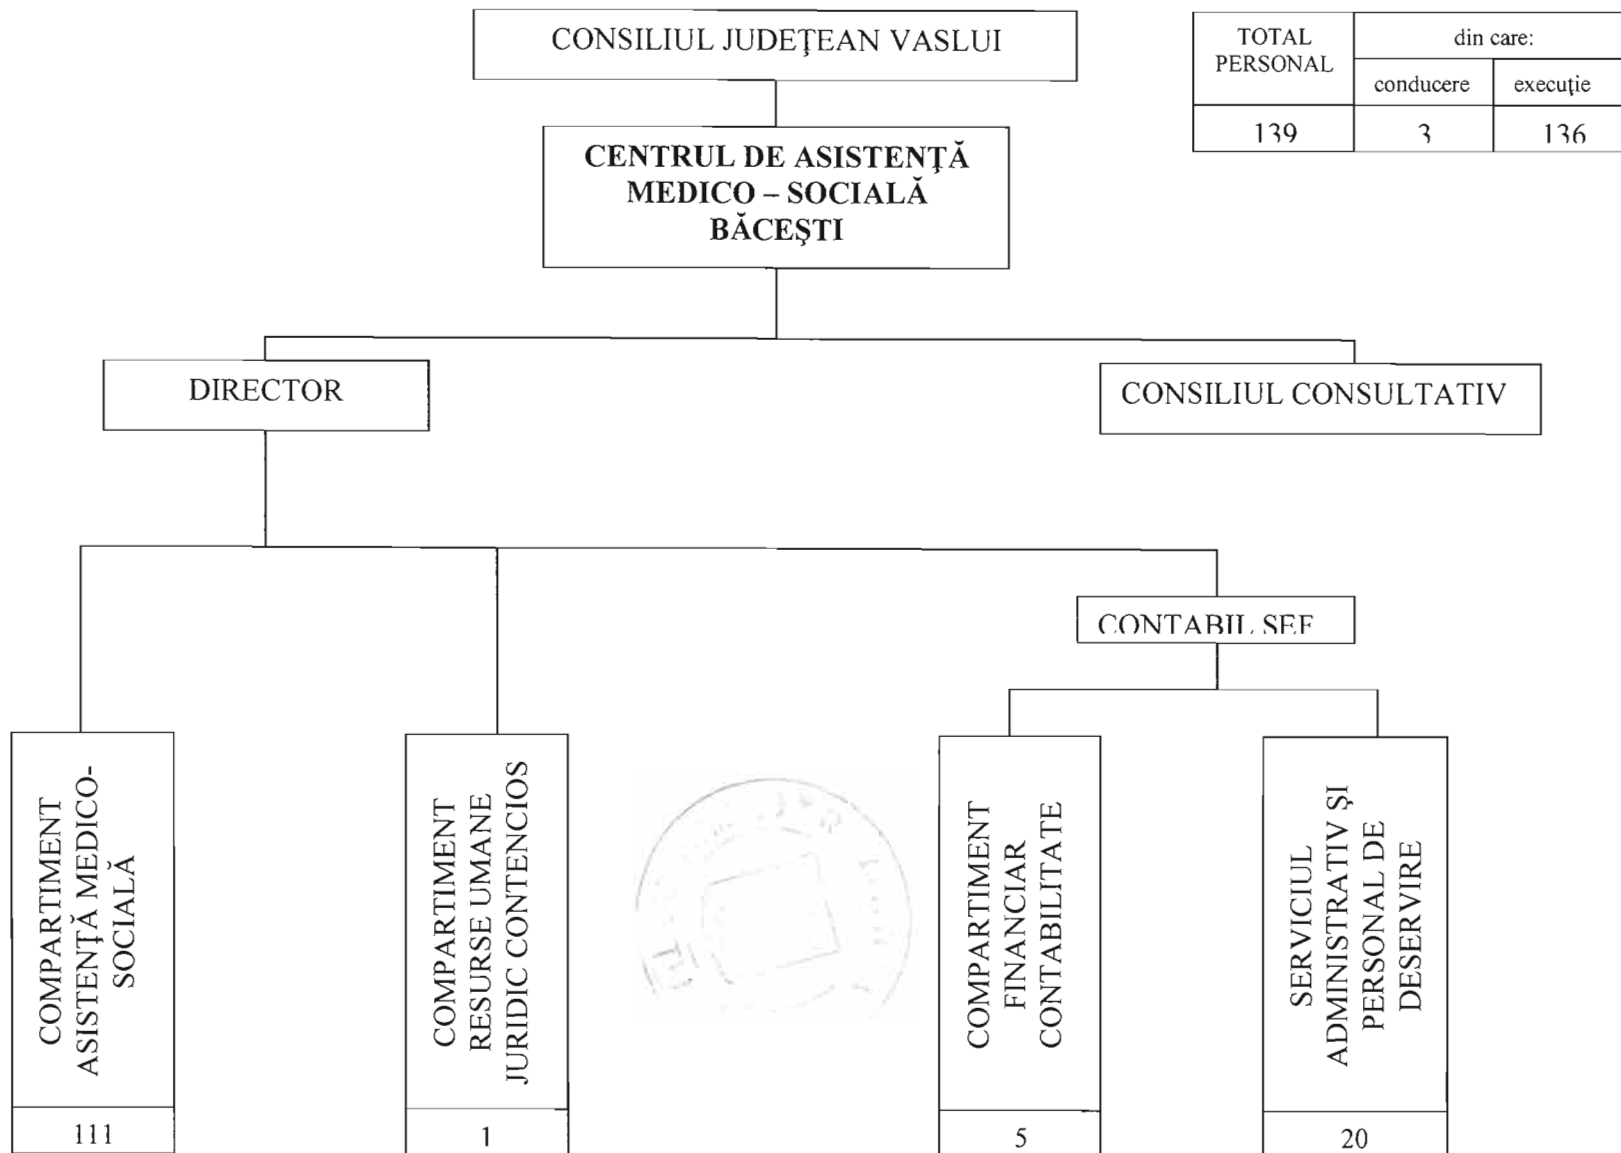 CONSILIUL JUDEŢEAN VASLUI
TOTAL PERSONAL
din care:
conducere
execuţie
139
3
136
CENTRUL DE ASISTENŢĂ
MEDICO – SOCIALĂ
BĂCEŞTI
DIRECTOR
CONSILIUL CONSULTATIV
CONTABIL SEF
COMPARTIMENT
ASISTENŢĂ MEDICO-
SOCIALĂ
111
COMPARTIMENT
RESURSE UMANE
JURIDIC CONTENCIOS
1
COMPARTIMENT
FINANCIAR
CONTABILITATE
5
SERVICIUL
ADMINISTRATIV ŞI
PERSONAL DE
DESERVIRE
20